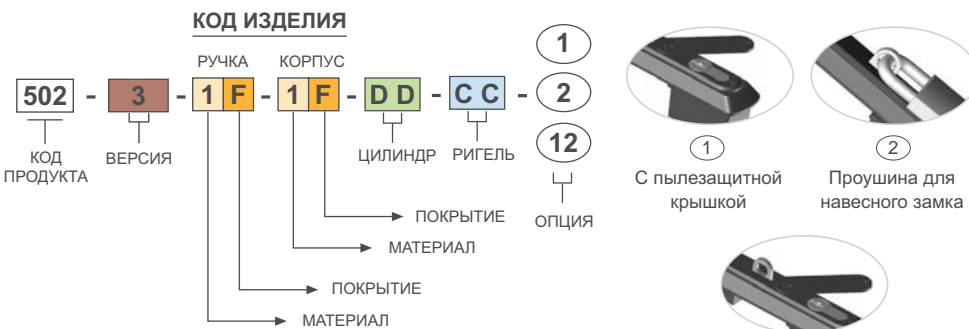 КОД ИЗДЕЛИЯ
РУЧКА КОРПУС
502 - 3 - 1 F - 1 F - D D - C C -
1
2
12
КОД
ПРОДУКТА
ВЕРСИЯ
ЦИЛИНДР
РИГЕЛЬ
ОПЦИЯ
ПОКРЫТИЕ
МАТЕРИАЛ
ПОКРЫТИЕ
МАТЕРИАЛ
1
С пылезащитной
крышкой
2
Проушина для
навесного замка